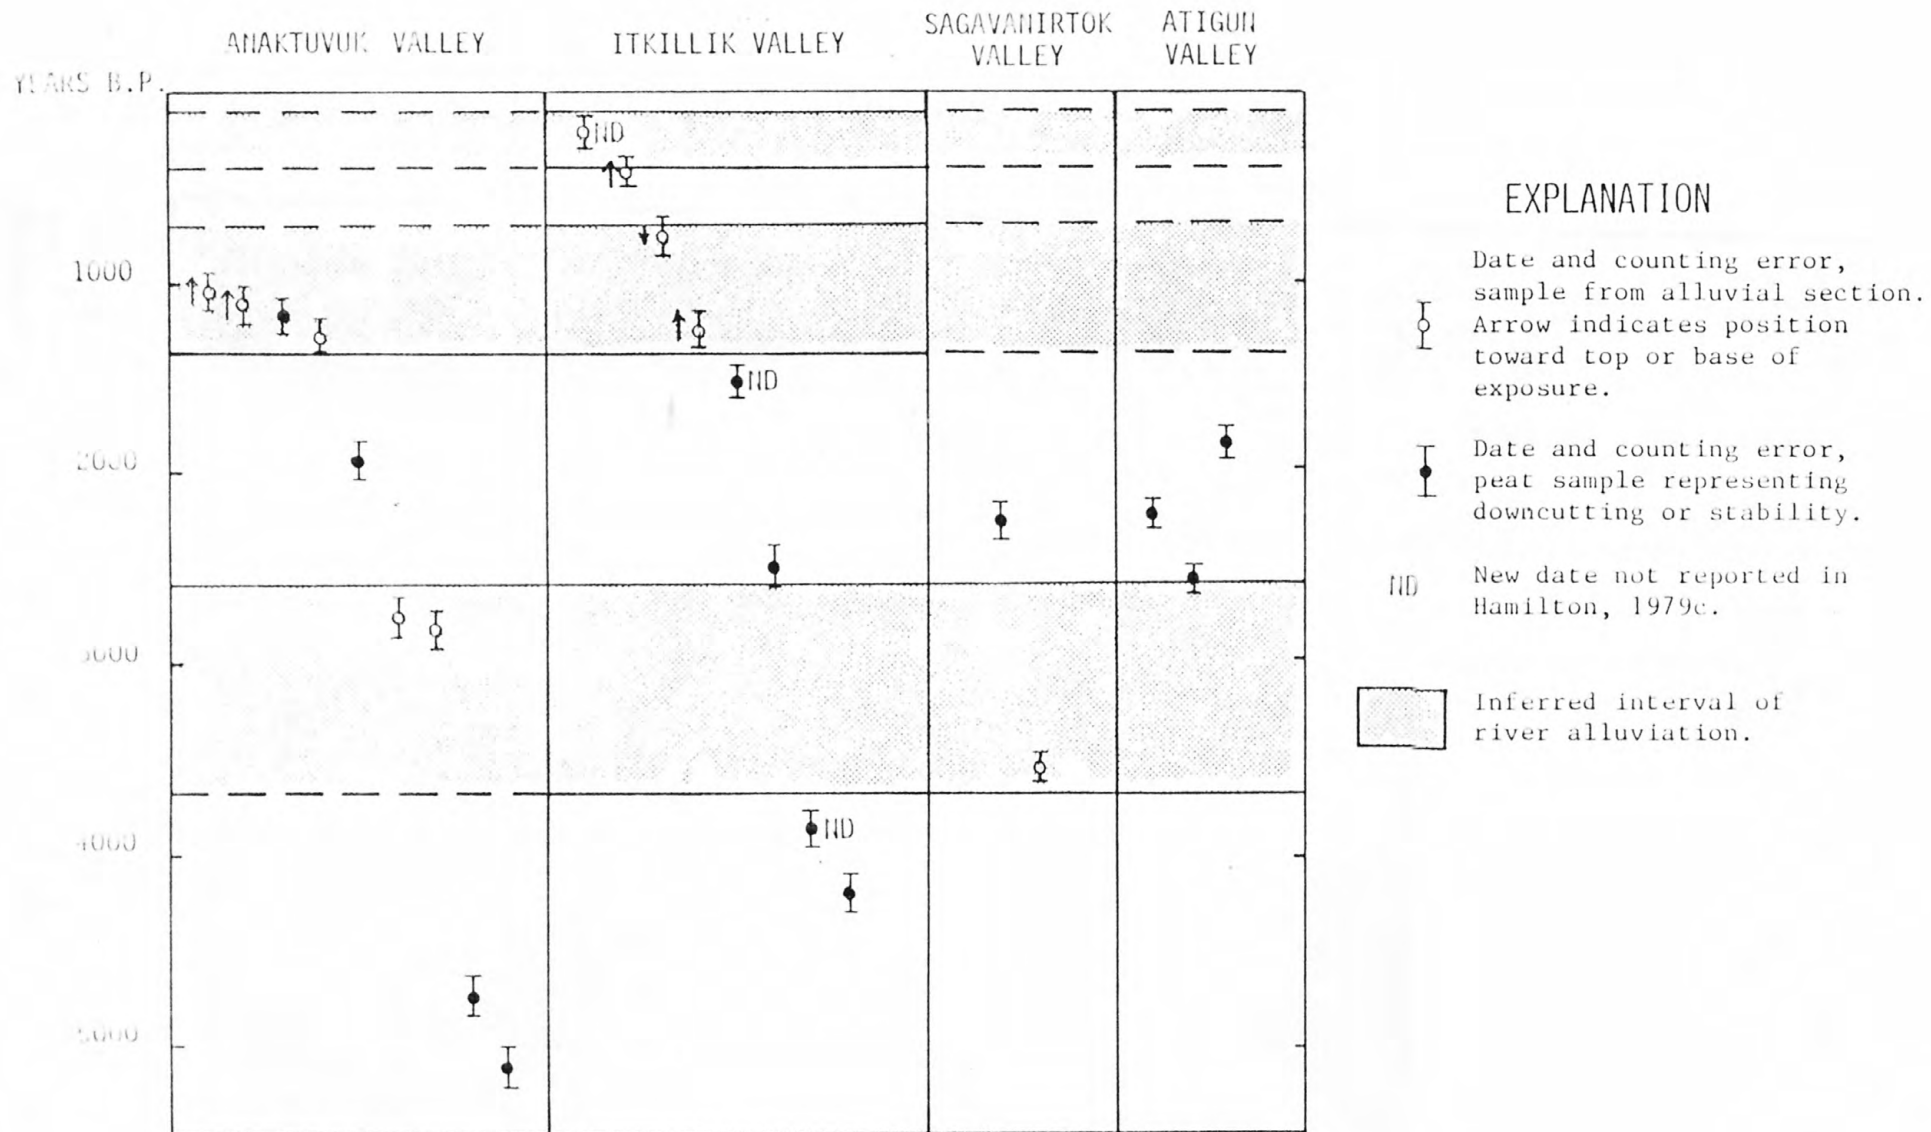 ANAKTUVUK VALLEY
ITKILLIK VALLEY
SAGAVANIRTOK
VALLEY
ATIGUN
VALLEY
YEARS B.P.
ND
1000
ND
2000
3000
ND
4000
5000
EXPLANATION
Date and counting error,
sample from alluvial section.
Arrow indicates position
toward top or base of
exposure.
Date and counting error,
peat sample representing
downcutting or stability.
ND
New date not reported in
Hamilton, 1979c.
Inferred interval of
river alluviation.